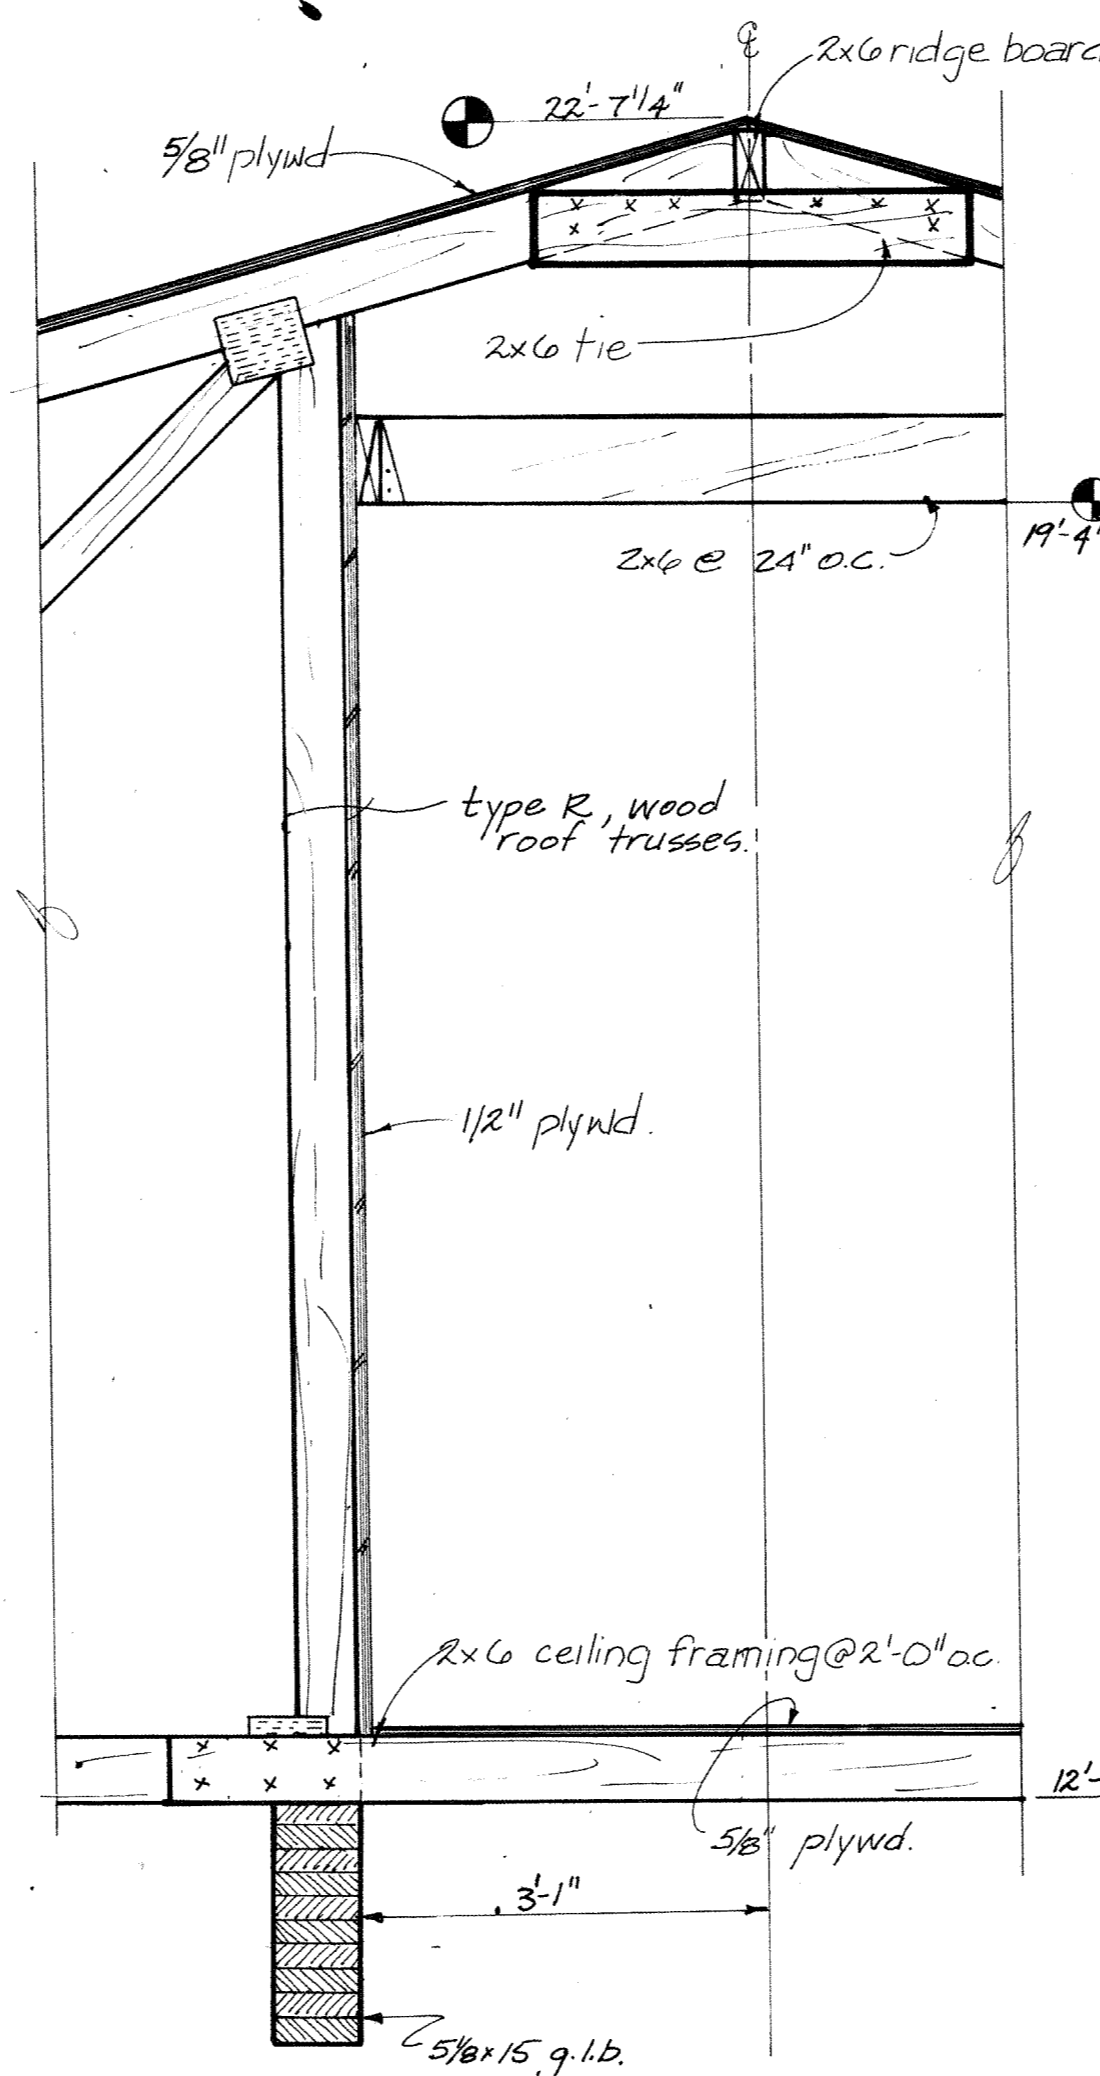 ℄
2x6 ridge board
22'-7 1/4"
5/8" plywd
2x6 tie
19'-4"
2x6 @ 24" o.c.
type R, wood
roof trusses.
1/2" plywd.
2x6 ceiling framing @ 2'-0" o.c.
12'-
5/8" plywd.
3'-1"
5 1/8 x 15 g.l.b.